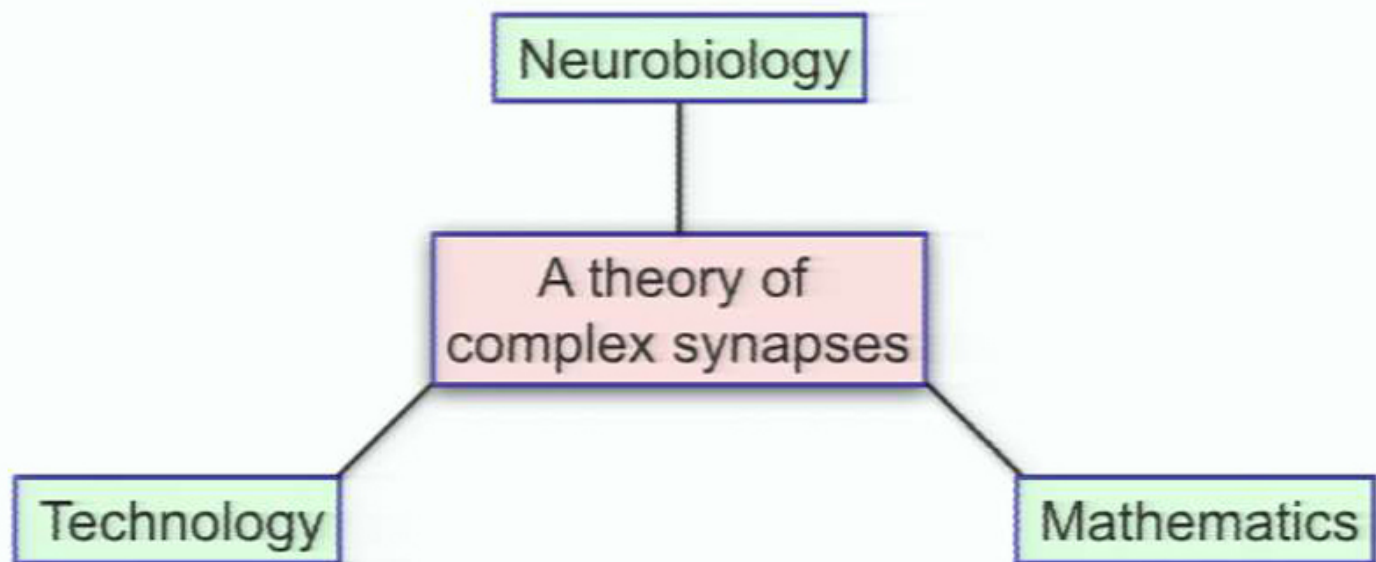 Neurobiology
A theory of
complex synapses
Technology
Mathematics